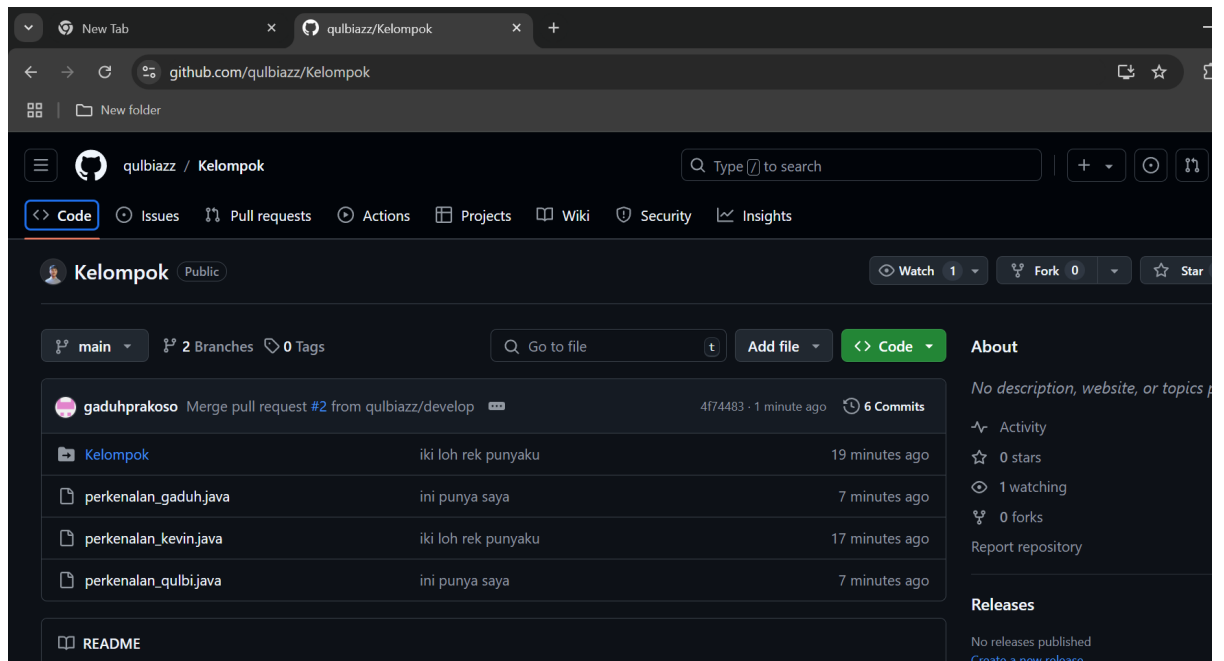 New Tab
qulbiazz/Kelompok
github.com/qulbiazz/Kelompok
New folder
qulbiazz / Kelompok
Type / to search
Code Issues Pull requests Actions Projects Wiki Security Insights
Kelompok Public
Watch 1 Fork 0 Star
main 2 Branches 0 Tags Go to file t Add file Code
About
No description, website, or topics
gaduhprakoso Merge pull request #2 from qulbiazz/develop 4f74483 · 1 minute ago 6 Commits
Activity
Kelompok iki loh rek punyaku 19 minutes ago
0 stars
perkenalan_gaduh.java ini punya saya 7 minutes ago
1 watching
0 forks
perkenalan_kevin.java iki loh rek punyaku 17 minutes ago
Report repository
perkenalan_qulbi.java ini punya saya 7 minutes ago
Releases
README
No releases published
Create a new release